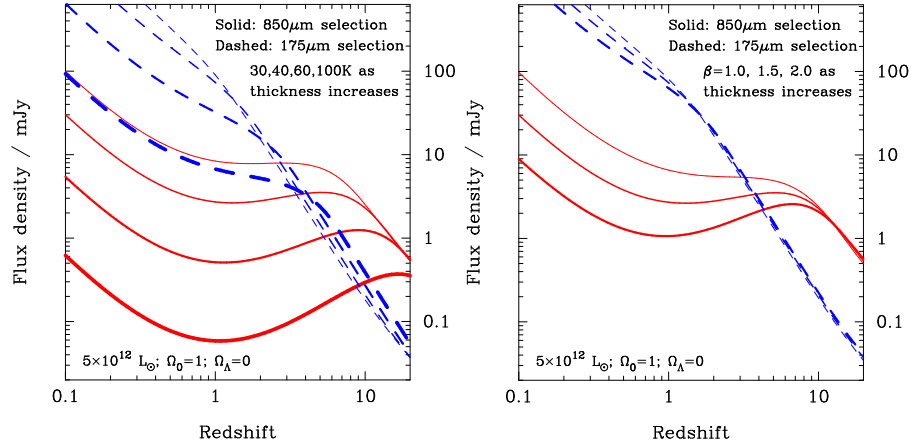 Solid: 850μm selection
Dashed: 175μm selection
30,40,60,100K as
thickness increases
5×10¹² L☉; Ω₀=1; Ω_Λ=0
Flux density / mJy
0.1
1
10
Redshift
100
10
1
0.1
Solid: 850μm selection
Dashed: 175μm selection
β=1.0, 1.5, 2.0 as
thickness increases
5×10¹² L☉; Ω₀=1; Ω_Λ=0
Flux density / mJy
0.1
1
10
Redshift
100
10
1
0.1